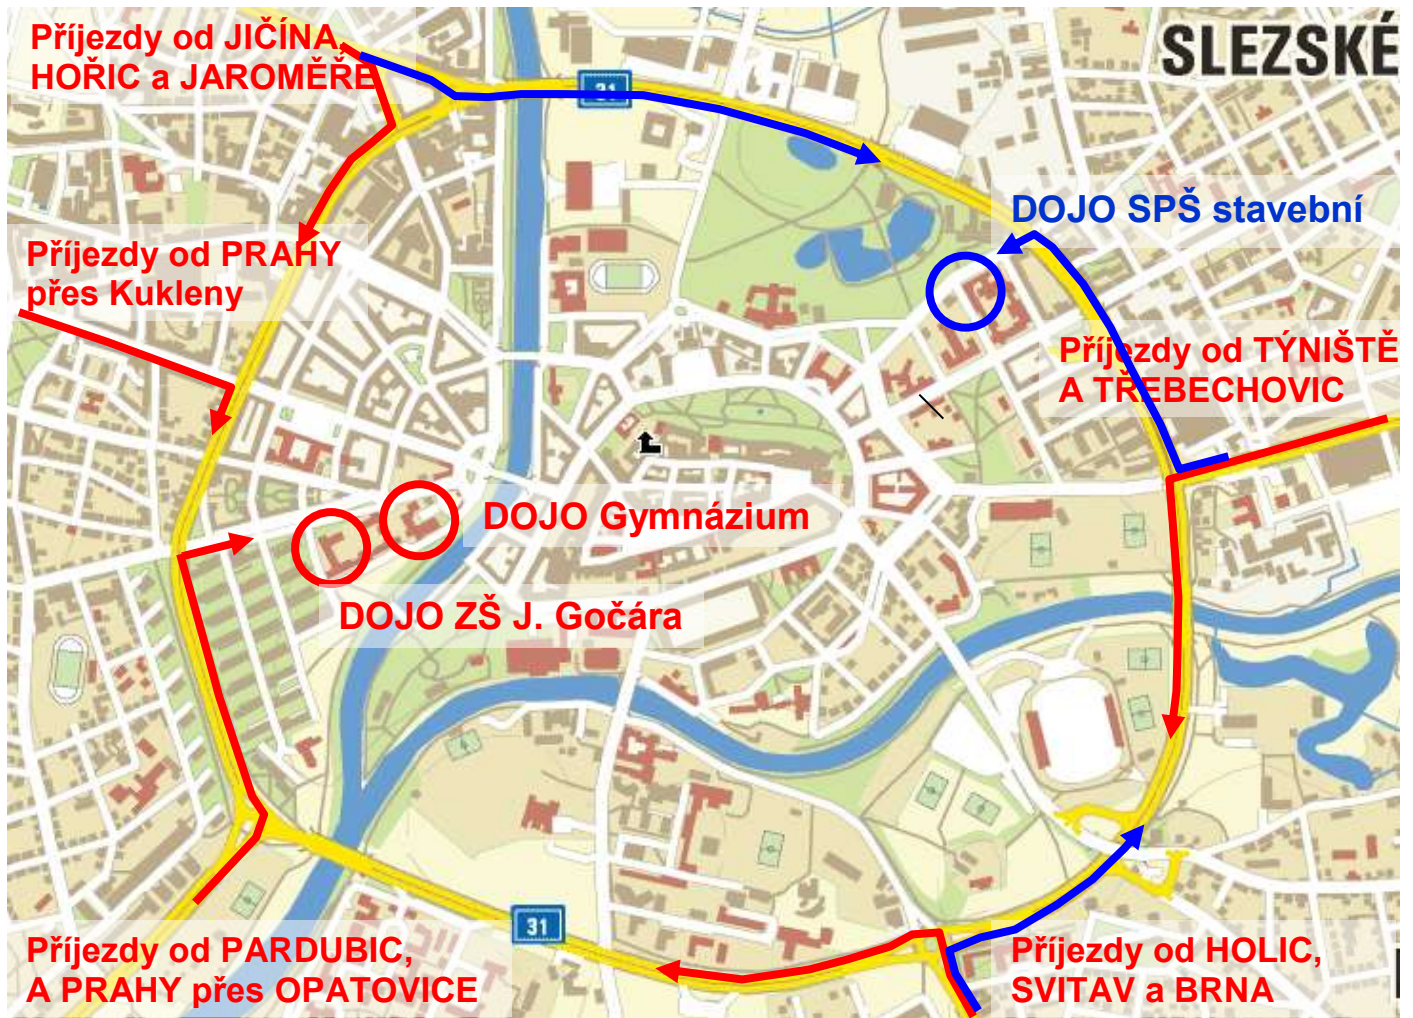 Příjezdy od JIČÍNA,
HOŘIC a JAROMĚŘE
SLEZSKÉ
31
DOJO SPŠ stavební
Příjezdy od PRAHY
přes Kukleny
Příjezdy od TÝNIŠTĚ
A TŘEBECHOVIC
DOJO Gymnázium
DOJO ZŠ J. Gočára
31
Příjezdy od PARDUBIC,
A PRAHY přes OPATOVICE
Příjezdy od HOLIC,
SVITAV a BRNA